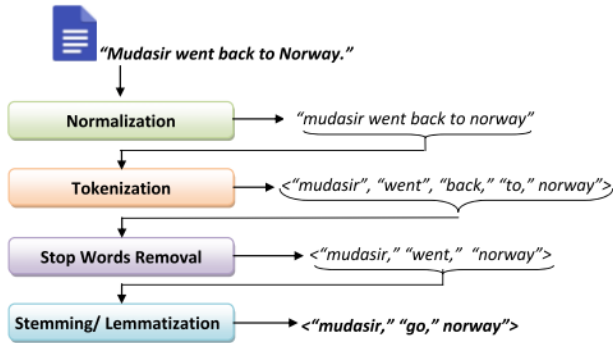 “Mudasir went back to Norway.”
Normalization
“mudasir went back to norway”
Tokenization
<“mudasir”, “went”, “back,” “to,” norway”>
Stop Words Removal
<“mudasir,” “went,” “norway”>
Stemming/ Lemmatization
<“mudasir,” “go,” norway”>